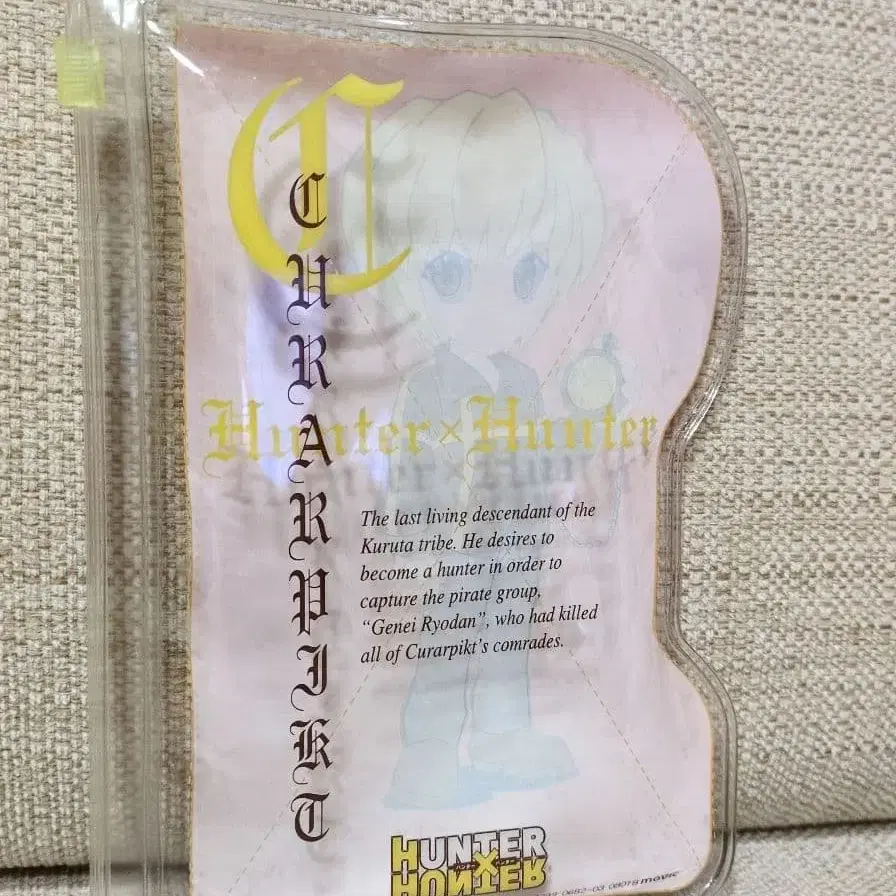 C
CURARPIKT
Hunter×Hunter
The last living descendant of the
Kuruta tribe. He desires to
become a hunter in order to
capture the pirate group,
“Genei Ryodan”, who had killed
all of Curarpikt’s comrades.
HUNTER
×
HUNTER
movic